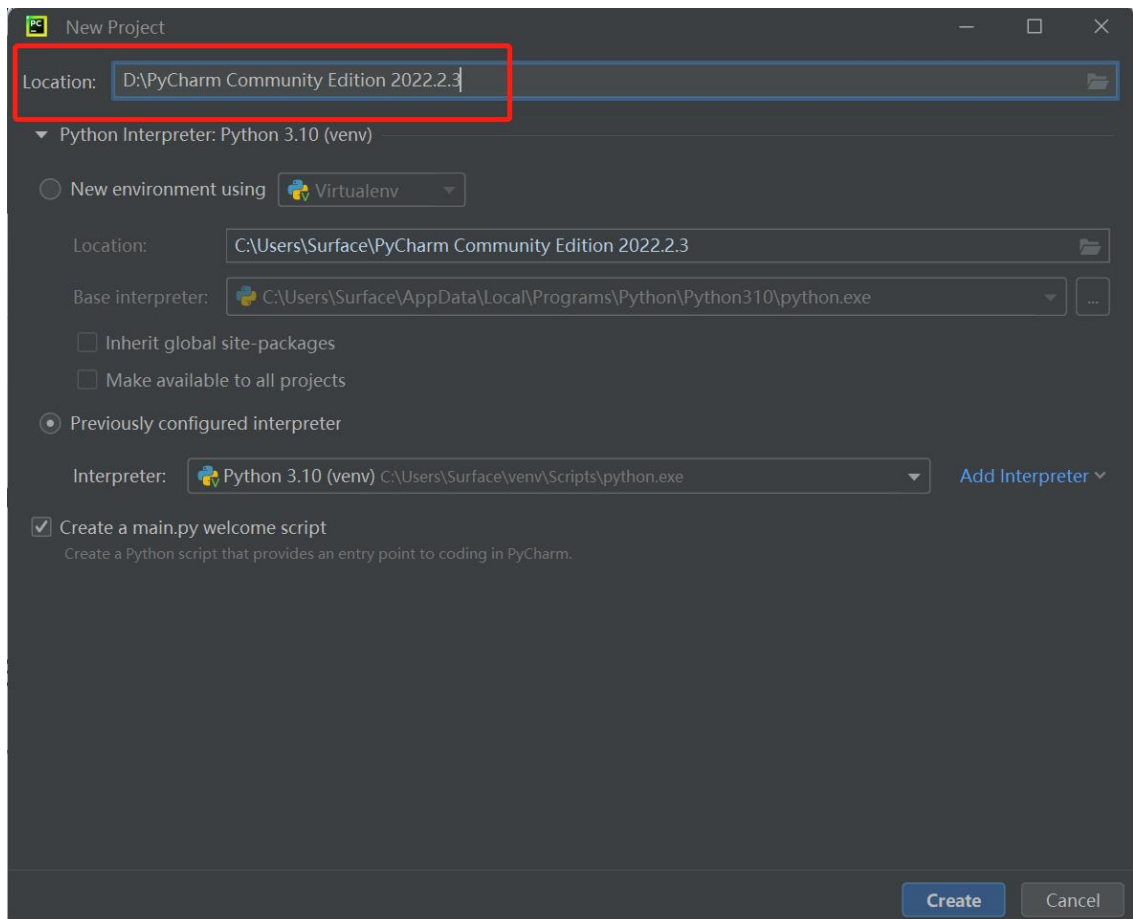 PC New Project
Location: D:\PyCharm Community Edition 2022.2.3
Python Interpreter: Python 3.10 (venv)
New environment using Virtualenv
Location: C:\Users\Surface\PyCharm Community Edition 2022.2.3
Base interpreter: C:\Users\Surface\AppData\Local\Programs\Python\Python310\python.exe ...
Inherit global site-packages
Make available to all projects
Previously configured interpreter
Interpreter: Python 3.10 (venv) C:\Users\Surface\venv\Scripts\python.exe Add Interpreter
Create a main.py welcome script
Create a Python script that provides an entry point to coding in PyCharm.
Create Cancel